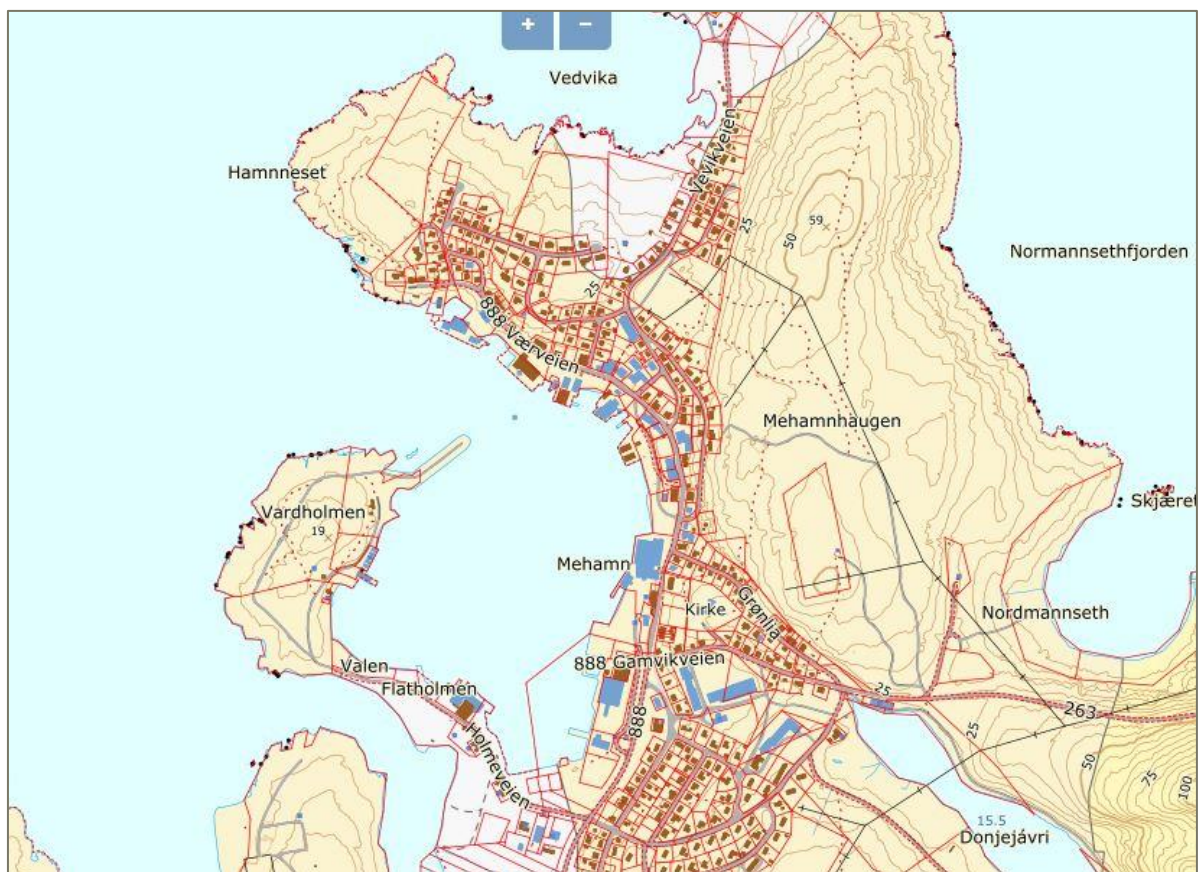 + −
Vedvika
Vevikveien
Hamnneset
25
50
59
Normannsethfjorden
25
888 Værveien
Mehamnhaugen
Skjæret
Vardholmen
19
Mehamn
Kirke
Grønlia
Nordmannseth
Valen
888 Gamvikveien
Flatholmen
25
263
Holmeveien
888
25
50
75
100
15.5
Donjejávri